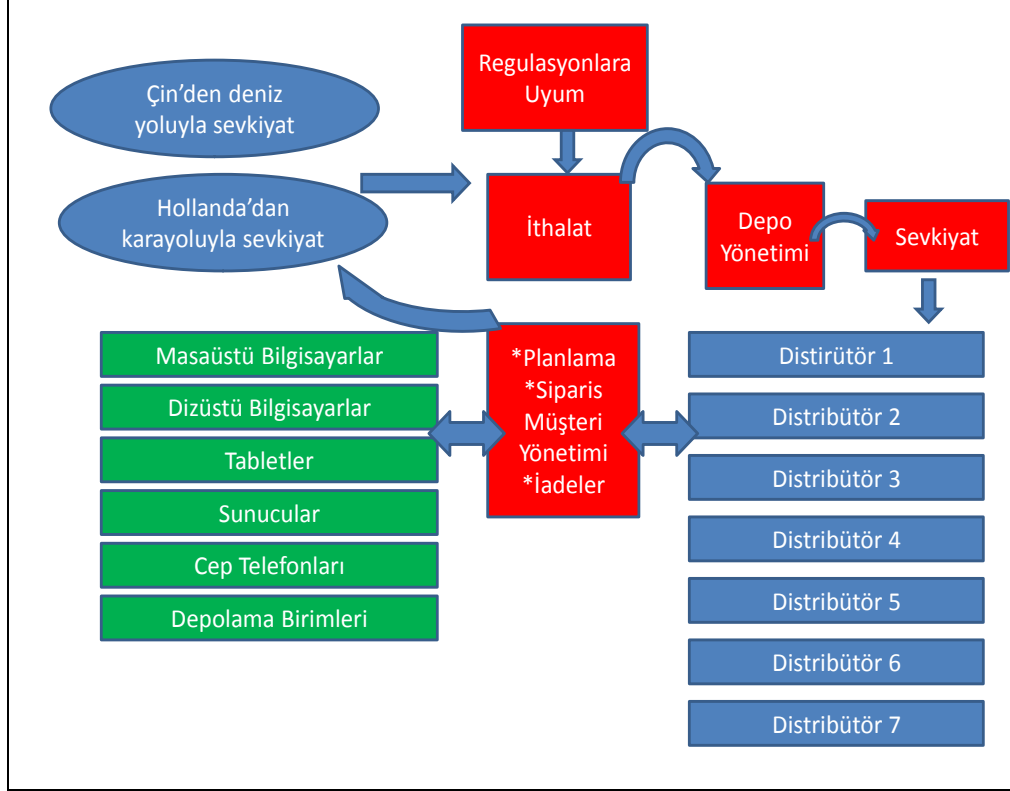 Regulasyonlara
Uyum
Çin’den deniz
yoluyla sevkiyat
Hollanda’dan
karayoluyla sevkiyat
İthalat
Depo
Yönetimi
Sevkiyat
Masaüstü Bilgisayarlar
Dizüstü Bilgisayarlar
Tabletler
Sunucular
Cep Telefonları
Depolama Birimleri
*Planlama
*Siparis
Müşteri
Yönetimi
*İadeler
Distirütör 1
Distribütör 2
Distribütör 3
Distribütör 4
Distribütör 5
Distribütör 6
Distribütör 7